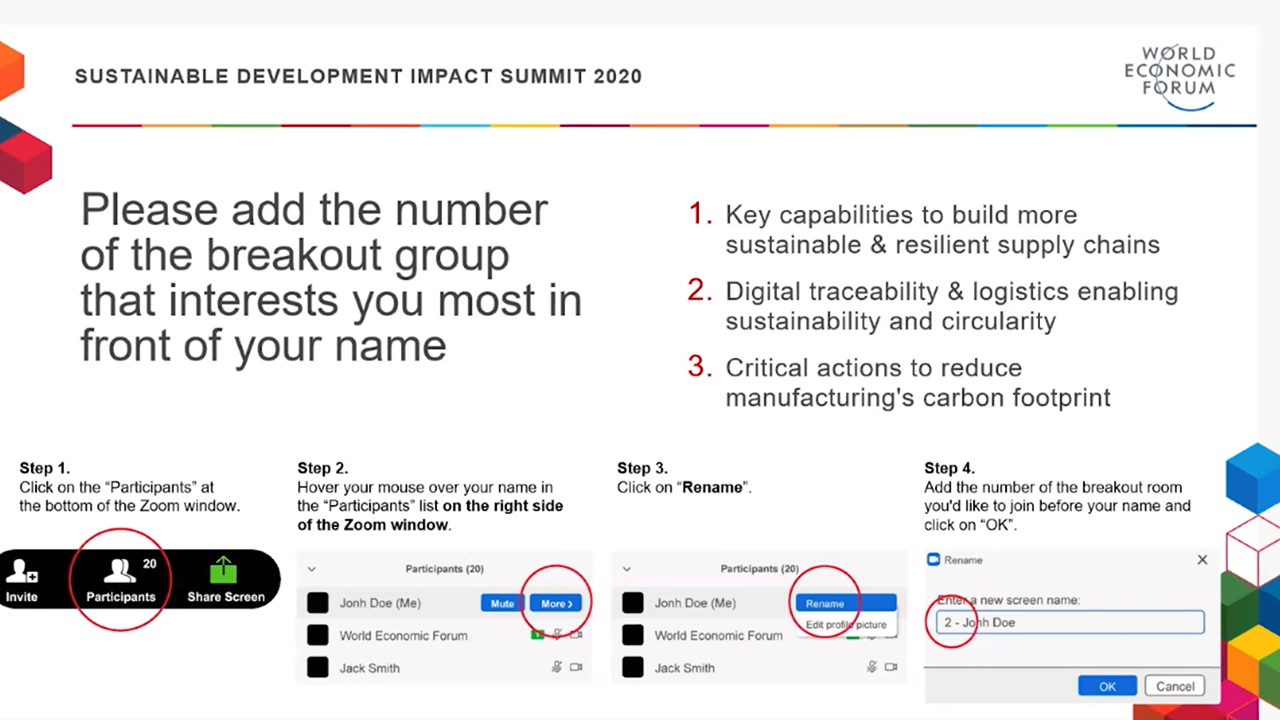 SUSTAINABLE DEVELOPMENT IMPACT SUMMIT 2020
WORLD
ECONOMIC
FORUM
Please add the number
of the breakout group
that interests you most in
front of your name
1. Key capabilities to build more
sustainable & resilient supply chains
2. Digital traceability & logistics enabling
sustainability and circularity
3. Critical actions to reduce
manufacturing's carbon footprint
Step 1.
Click on the “Participants” at
the bottom of the Zoom window.
Invite
20
Participants
Share Screen
Step 2.
Hover your mouse over your name in
the “Participants” list on the right side
of the Zoom window.
Participants (20)
Jonh Doe (Me)
Mute
More >
World Economic Forum
Jack Smith
Step 3.
Click on “Rename”.
Participants (20)
Jonh Doe (Me)
Rename
Edit profile picture
World Economic Forum
Jack Smith
Step 4.
Add the number of the breakout room
you'd like to join before your name and
click on “OK”.
Rename
Enter a new screen name:
2 - Jonh Doe
OK
Cancel